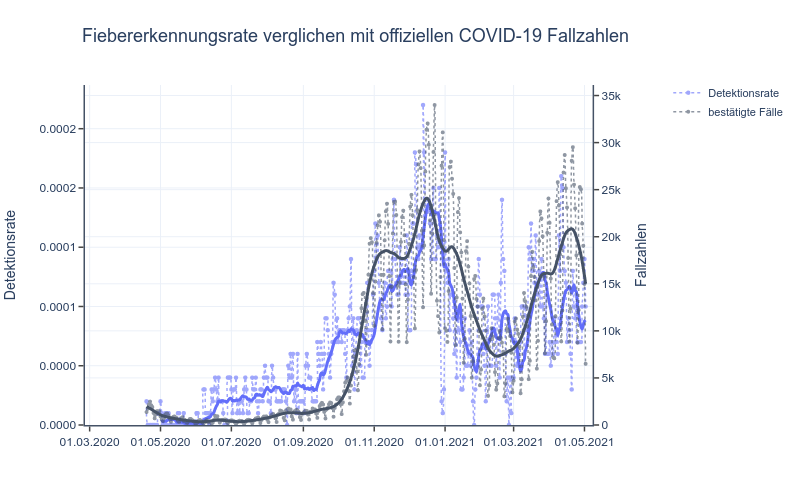 Fiebererkennungsrate verglichen mit offiziellen COVID-19 Fallzahlen
Detektionsrate
bestätigte Fälle
0.0002
0.0002
0.0001
0.0001
0.0000
0.0000
35k
30k
25k
20k
15k
10k
5k
0
Detektionsrate
Fallzahlen
01.03.2020
01.05.2020
01.07.2020
01.09.2020
01.11.2020
01.01.2021
01.03.2021
01.05.2021